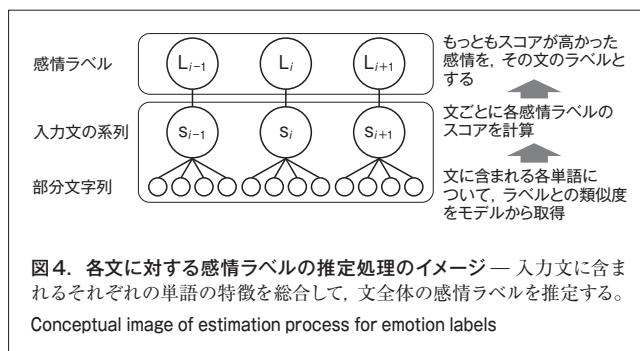 感情ラベル
L i−1
L i
L i+1
もっともスコアが高かった
感情を，その文のラベルと
する
入力文の系列
s i−1
s i
s i+1
文ごとに各感情ラベルの
スコアを計算
部分文字列
文に含まれる各単語に
ついて，ラベルとの類似度
をモデルから取得
図4．各文に対する感情ラベルの推定処理のイメージ — 入力文に含ま
れるそれぞれの単語の特徴を総合して，文全体の感情ラベルを推定する。
Conceptual image of estimation process for emotion labels